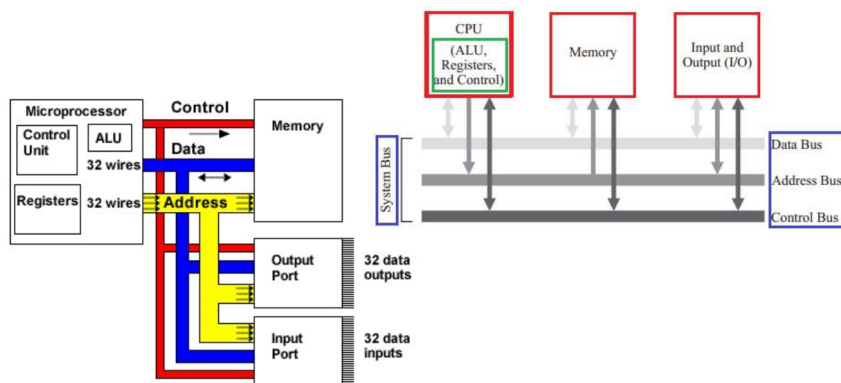 Microprocessor
Control
Unit
ALU
32 wires
Registers
32 wires
Control
Data
Address
Memory
Output
Port
32 data
outputs
Input
Port
32 data
inputs
CPU
(ALU,
Registers,
and Control)
Memory
Input and
Output (I/O)
System Bus
Data Bus
Address Bus
Control Bus